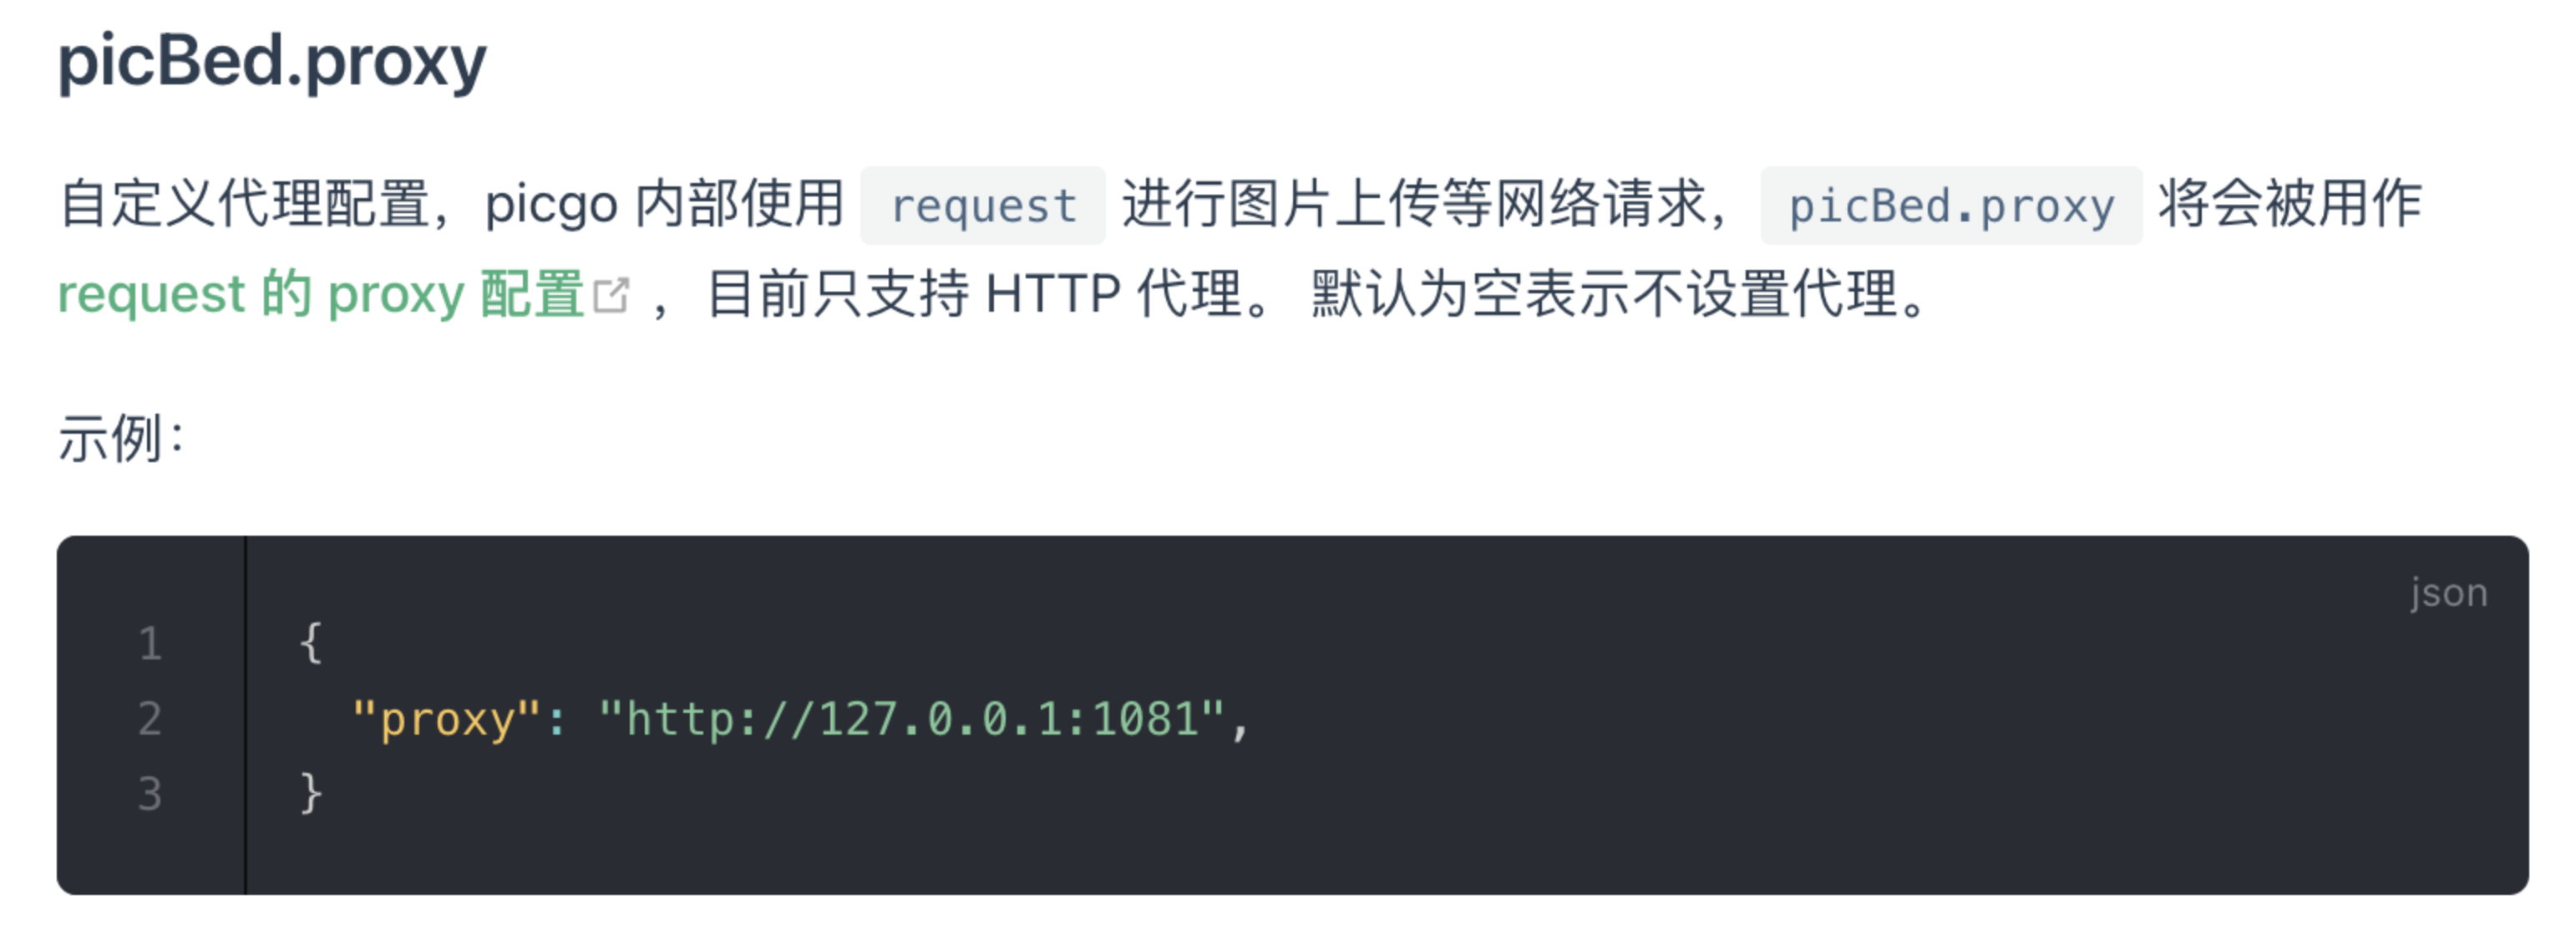 picBed.proxy
自定义代理配置，picgo 内部使用 request 进行图片上传等网络请求， picBed.proxy 将会被用作
request 的 proxy 配置 ，目前只支持 HTTP 代理。 默认为空表示不设置代理。
示例：
json
1 {
2   "proxy": "http://127.0.0.1:1081",
3 }